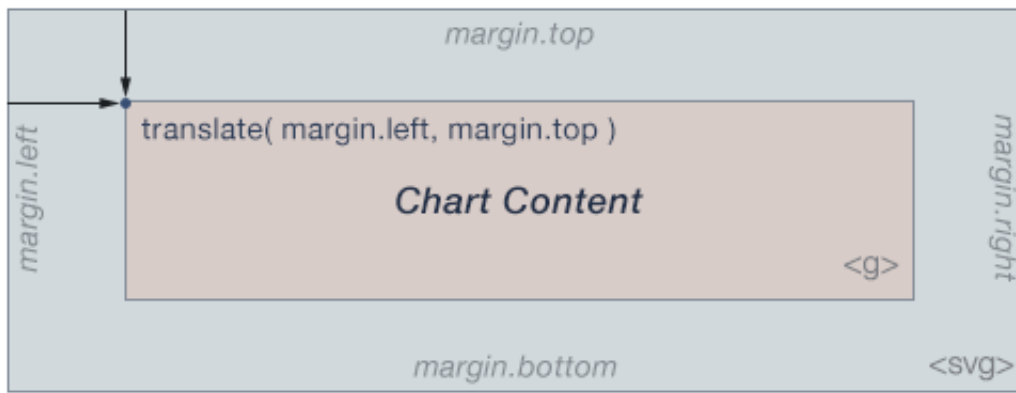 margin.top
translate( margin.left, margin.top )
margin.left
Chart Content
margin.right
<g>
margin.bottom
<svg>